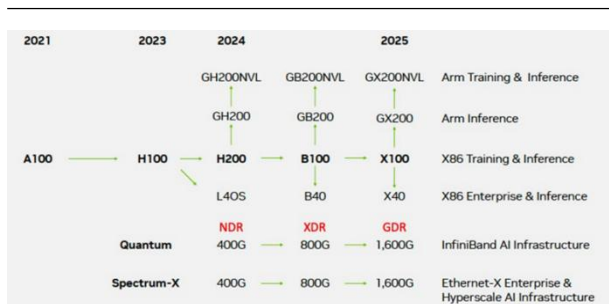 2021 2023 2024 2025
GH200NVL GB200NVL GX200NVL Arm Training & Inference
GH200 GB200 GX200 Arm Inference
A100 H100 H200 B100 X100 X86 Training & Inference
L4OS B40 X40 X86 Enterprise & Inference
NDR XDR GDR
Quantum 400G 800G 1,600G InfiniBand AI Infrastructure
Spectrum-X 400G 800G 1,600G Ethernet-X Enterprise &
Hyperscale AI Infrastructure